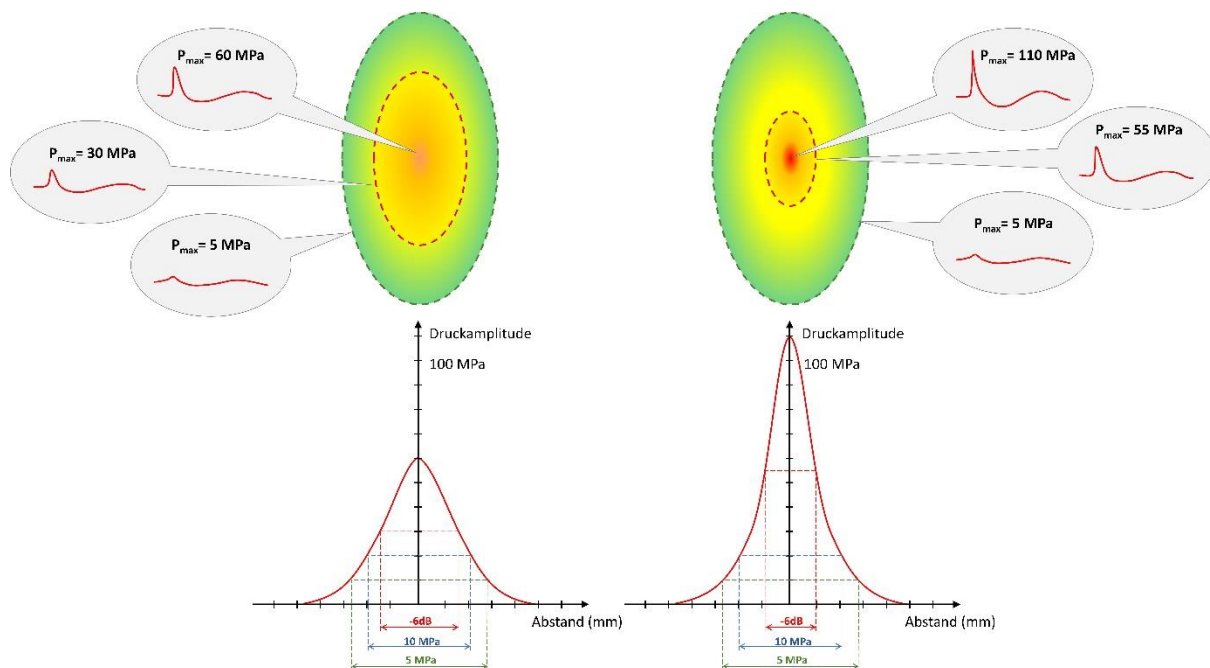 Pmax= 60 MPa
Pmax= 30 MPa
Pmax= 5 MPa
Pmax= 110 MPa
Pmax= 55 MPa
Pmax= 5 MPa
Druckamplitude
100 MPa
Abstand (mm)
-6dB
10 MPa
5 MPa
Druckamplitude
100 MPa
Abstand (mm)
-6dB
10 MPa
5 MPa